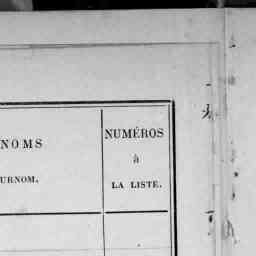 NOMS
URNOM.
NUMÉROS
à
LA LISTE.